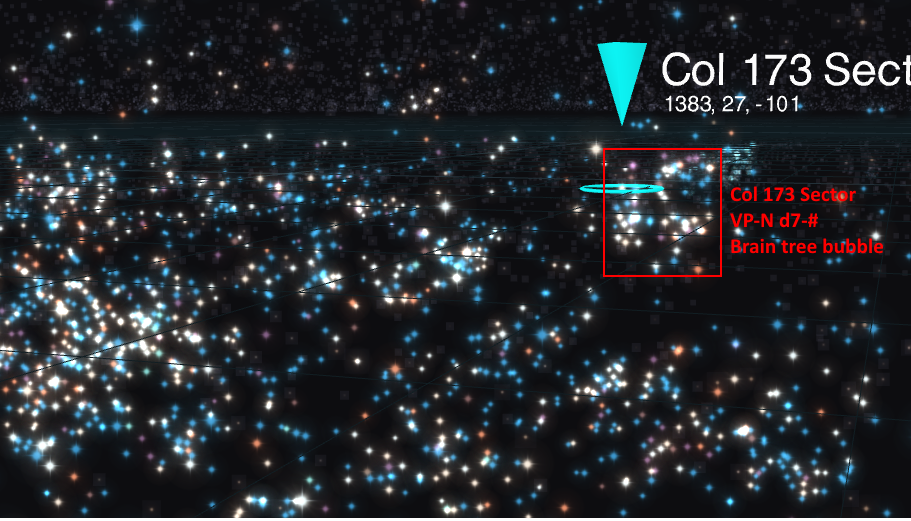 Col 173 Sect
1383, 27, -101
Col 173 Sector
VP-N d7-#
Brain tree bubble